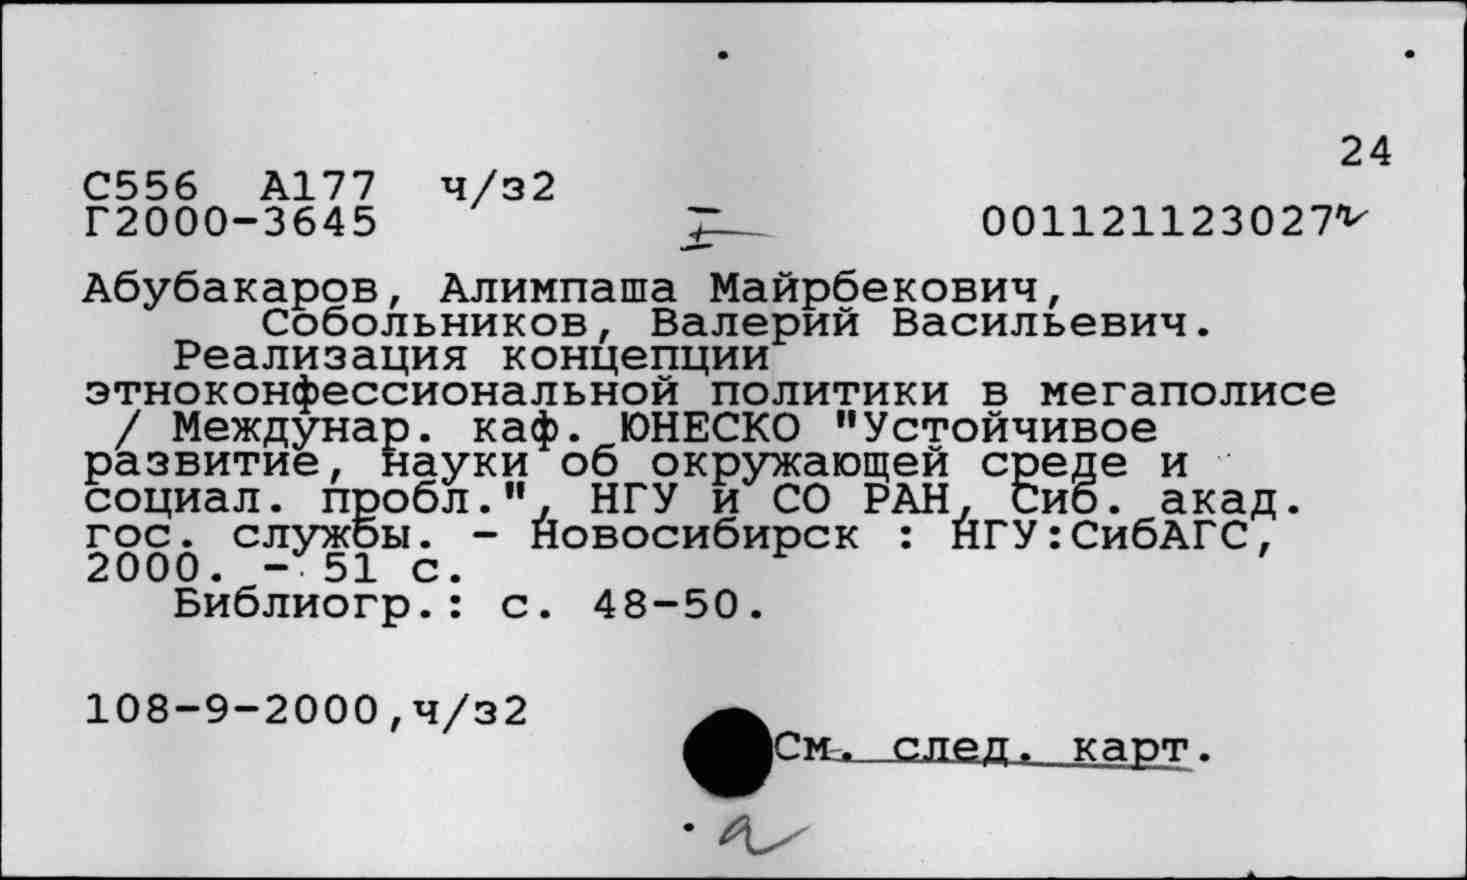 24
С556 А177 ч/з2
Г2000-3645 001121123027
Абубакаров, Алимпаша Майрбекович,
Собольников, Валерий Васильевич.
Реализация концепции
этноконфессиональной политики в мегаполисе
/ Междунар. каф. ЮНЕСКО "Устойчивое
развитие, науки об окружающей среде и
социал. пробл.", НГУ и СО РАН, Сиб. акад.
гос. службы. - Новосибирск : НГУ:СибАГС,
2000. - 51 с.
Библиогр.: с. 48-50.
108-9-2000,ч/з2
См. след. карт.